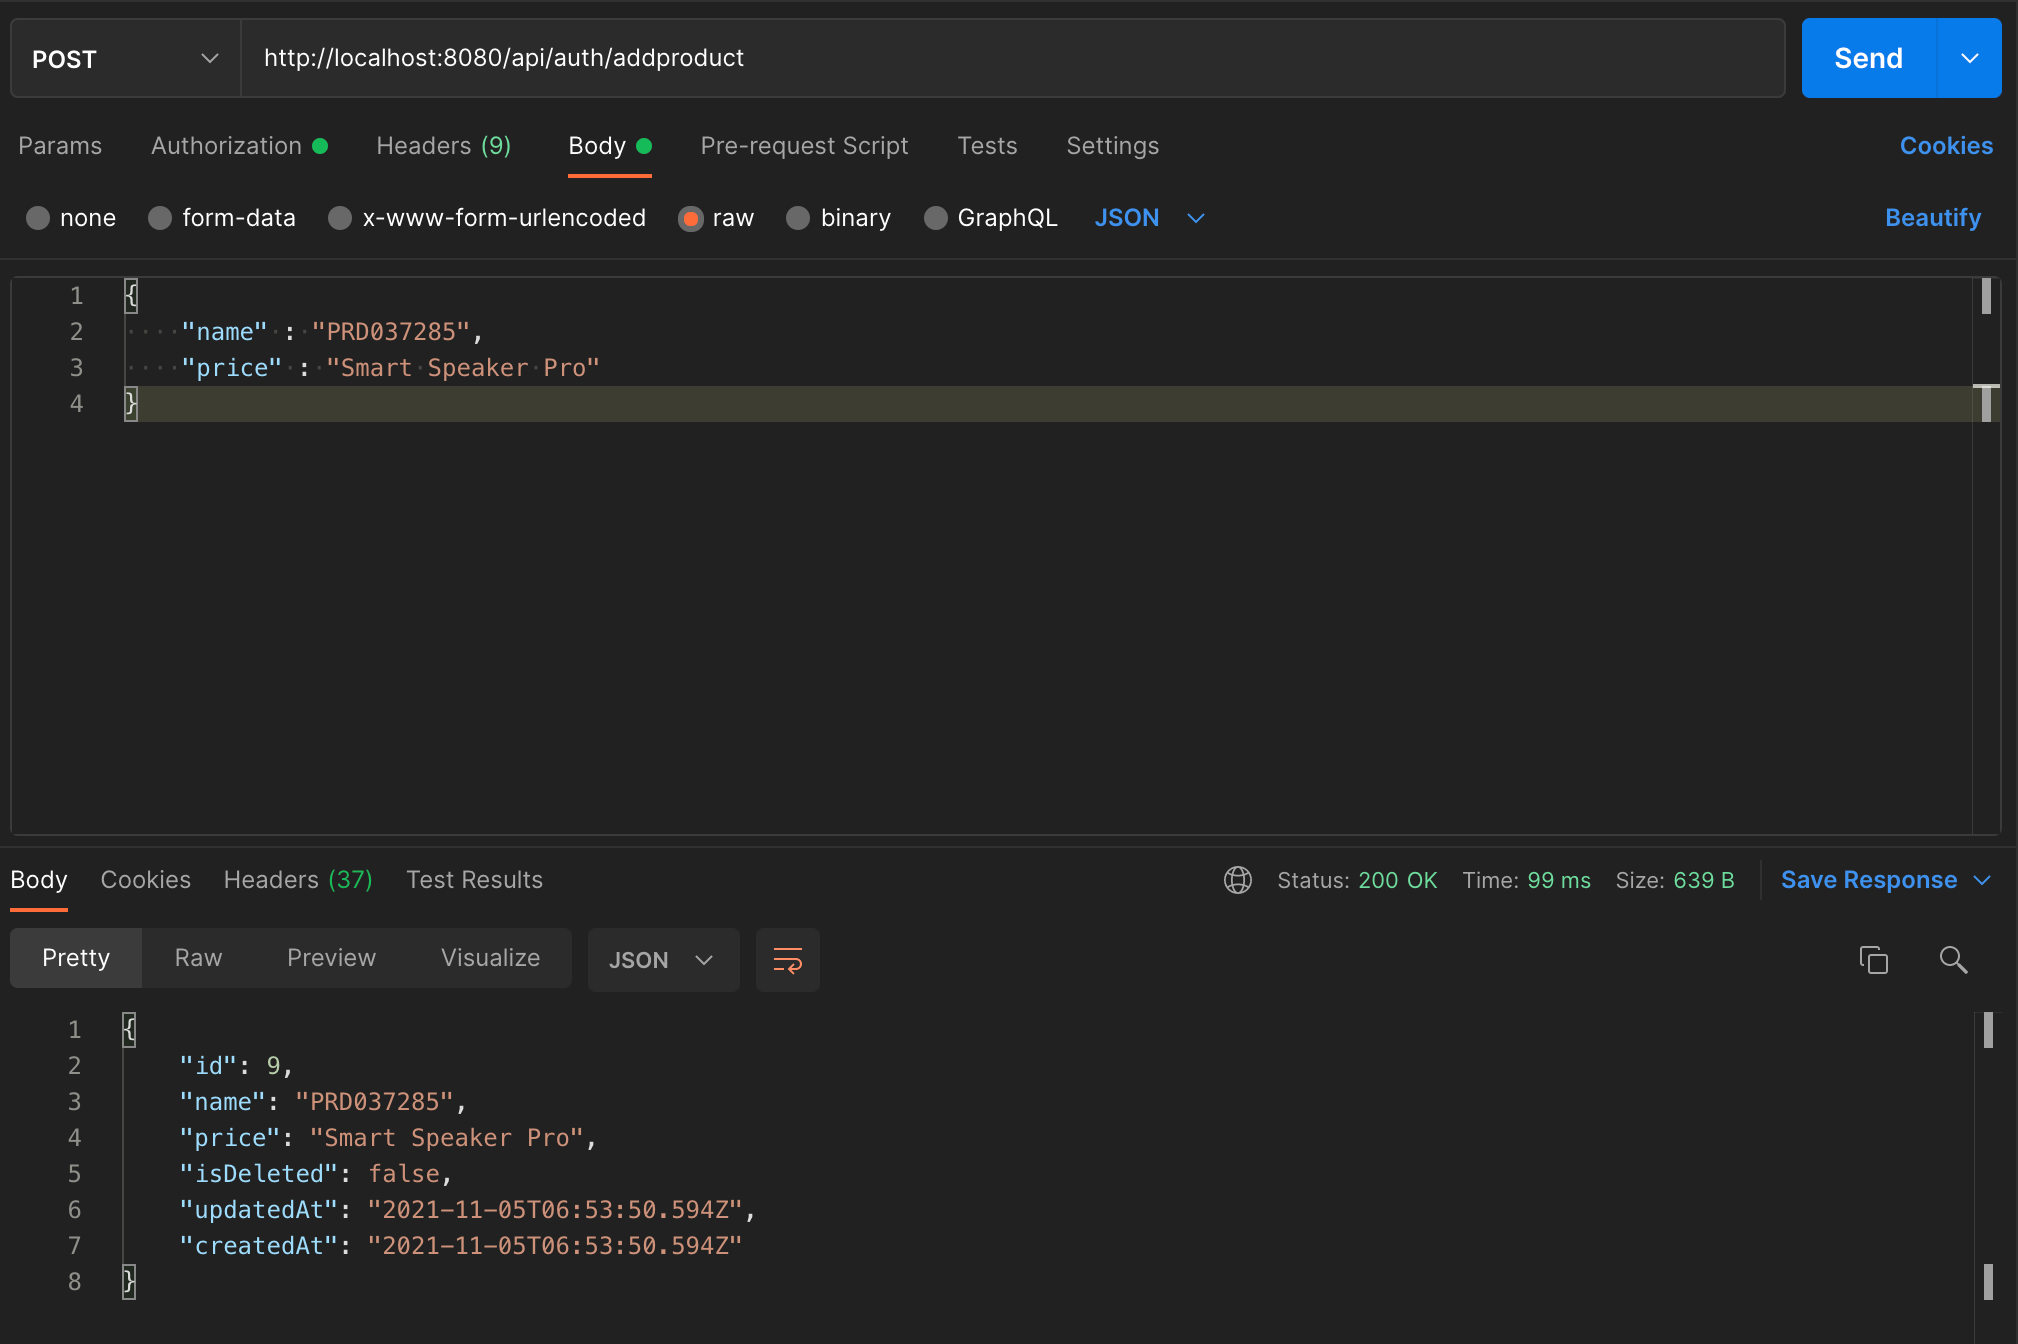 POST http://localhost:8080/api/auth/addproduct Send
Params Authorization Headers (9) Body Pre-request Script Tests Settings Cookies
none form-data x-www-form-urlencoded raw binary GraphQL JSON Beautify
1 {
2 "name" : "PRD037285",
3 "price" : "Smart Speaker Pro"
4 }
Body Cookies Headers (37) Test Results Status: 200 OK Time: 99 ms Size: 639 B Save Response
Pretty Raw Preview Visualize JSON
1 {
2 "id": 9,
3 "name": "PRD037285",
4 "price": "Smart Speaker Pro",
5 "isDeleted": false,
6 "updatedAt": "2021-11-05T06:53:50.594Z",
7 "createdAt": "2021-11-05T06:53:50.594Z"
8 }